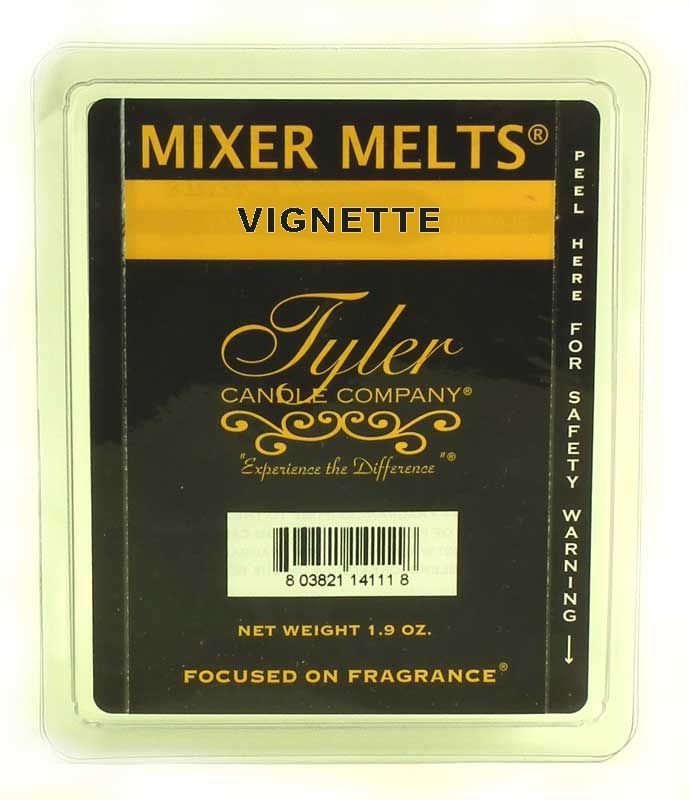 MIXER MELTS®
VIGNETTE
Tyler
CANDLE COMPANY®
"Experience the Difference"®
8 03821 14111 8
NET WEIGHT 1.9 OZ.
FOCUSED ON FRAGRANCE®
PEEL HERE FOR SAFETY WARNING →